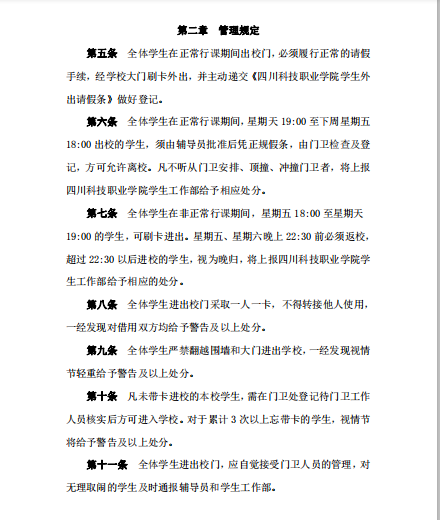 第二章 管理规定
第五条 全体学生在正常行课期间出校门，必须履行正常的请假
手续，经学校大门刷卡外出，并主动递交《四川科技职业学院学生外
出请假条》做好登记。
第六条 全体学生在正常行课期间，星期天 19:00 至下周星期五
18:00 出校的学生，须由辅导员批准后凭正规假条，由门卫检查及登
记，方可允许离校。凡不听从门卫安排、顶撞、冲撞门卫者，将上报
四川科技职业学院学生工作部给予相应处分。
第七条 全体学生在非正常行课期间，星期五 18:00 至星期天
19:00 的学生，可刷卡进出。星期五、星期六晚上 22:30 前必须返校，
超过 22:30 以后进校的学生，视为晚归，将上报四川科技职业学院学
生工作部给予相应的处分。
第八条 全体学生进出校门采取一人一卡，不得转接他人使用，
一经发现对借用双方均给予警告及以上处分。
第九条 全体学生严禁翻越围墙和大门进出学校，一经发现视情
节轻重给予警告及以上处分。
第十条 凡未带卡进校的本校学生，需在门卫处登记待门卫工作
人员核实后方可进入学校。对于累计 3 次以上忘带卡的学生，视情节
将给予警告及以上处分。
第十一条 全体学生进出校门，应自觉接受门卫人员的管理，对
无理取闹的学生及时通报辅导员和学生工作部。